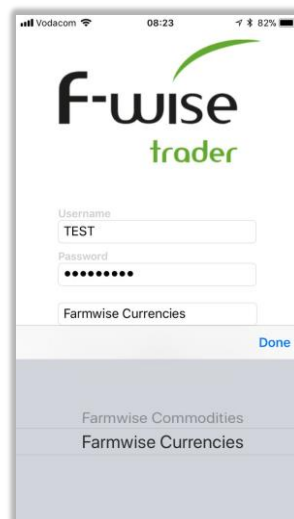 Vodacom 08:23 82%
F-wise
trader
Username
TEST
Password
•••••••••
Farmwise Currencies
Done
Farmwise Commodities
Farmwise Currencies